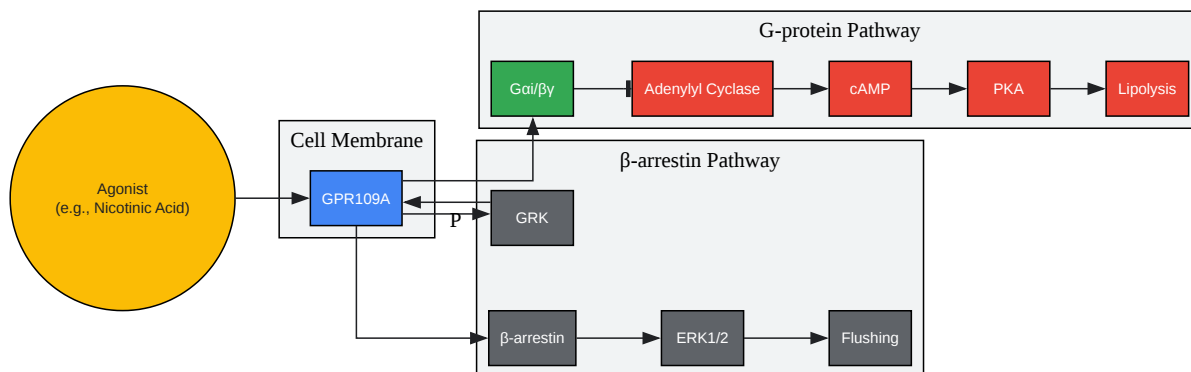 G-protein Pathway
Gαi/βγ
Adenylyl Cyclase
cAMP
PKA
Lipolysis
Cell Membrane
β-arrestin Pathway
Agonist
(e.g., Nicotinic Acid)
GPR109A
P
GRK
β-arrestin
ERK1/2
Flushing